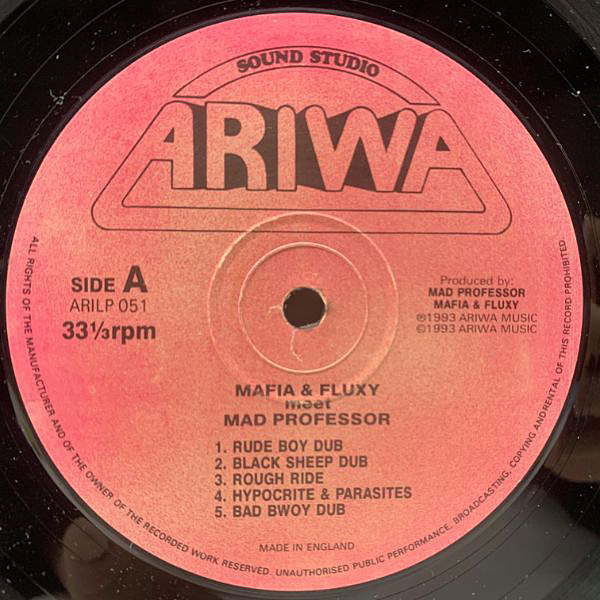 SOUND STUDIO
ARIWA
SIDE A
ARILP 051
33⅓rpm
Produced by:
MAD PROFESSOR
MAFIA & FLUXY
℗1993 ARIWA MUSIC
©1993 ARIWA MUSIC
MAFIA & FLUXY
meet
MAD PROFESSOR
1. RUDE BOY DUB
2. BLACK SHEEP DUB
3. ROUGH RIDE
4. HYPOCRITE & PARASITES
5. BAD BWOY DUB
MADE IN ENGLAND
ALL RIGHTS OF THE MANUFACTURER AND OF THE OWNER OF THE RECORDED WORK RESERVED. UNAUTHORISED PUBLIC PERFORMANCE, BROADCASTING, COPYING ANDRENTAL OF THIS RECORD PROHIBITED